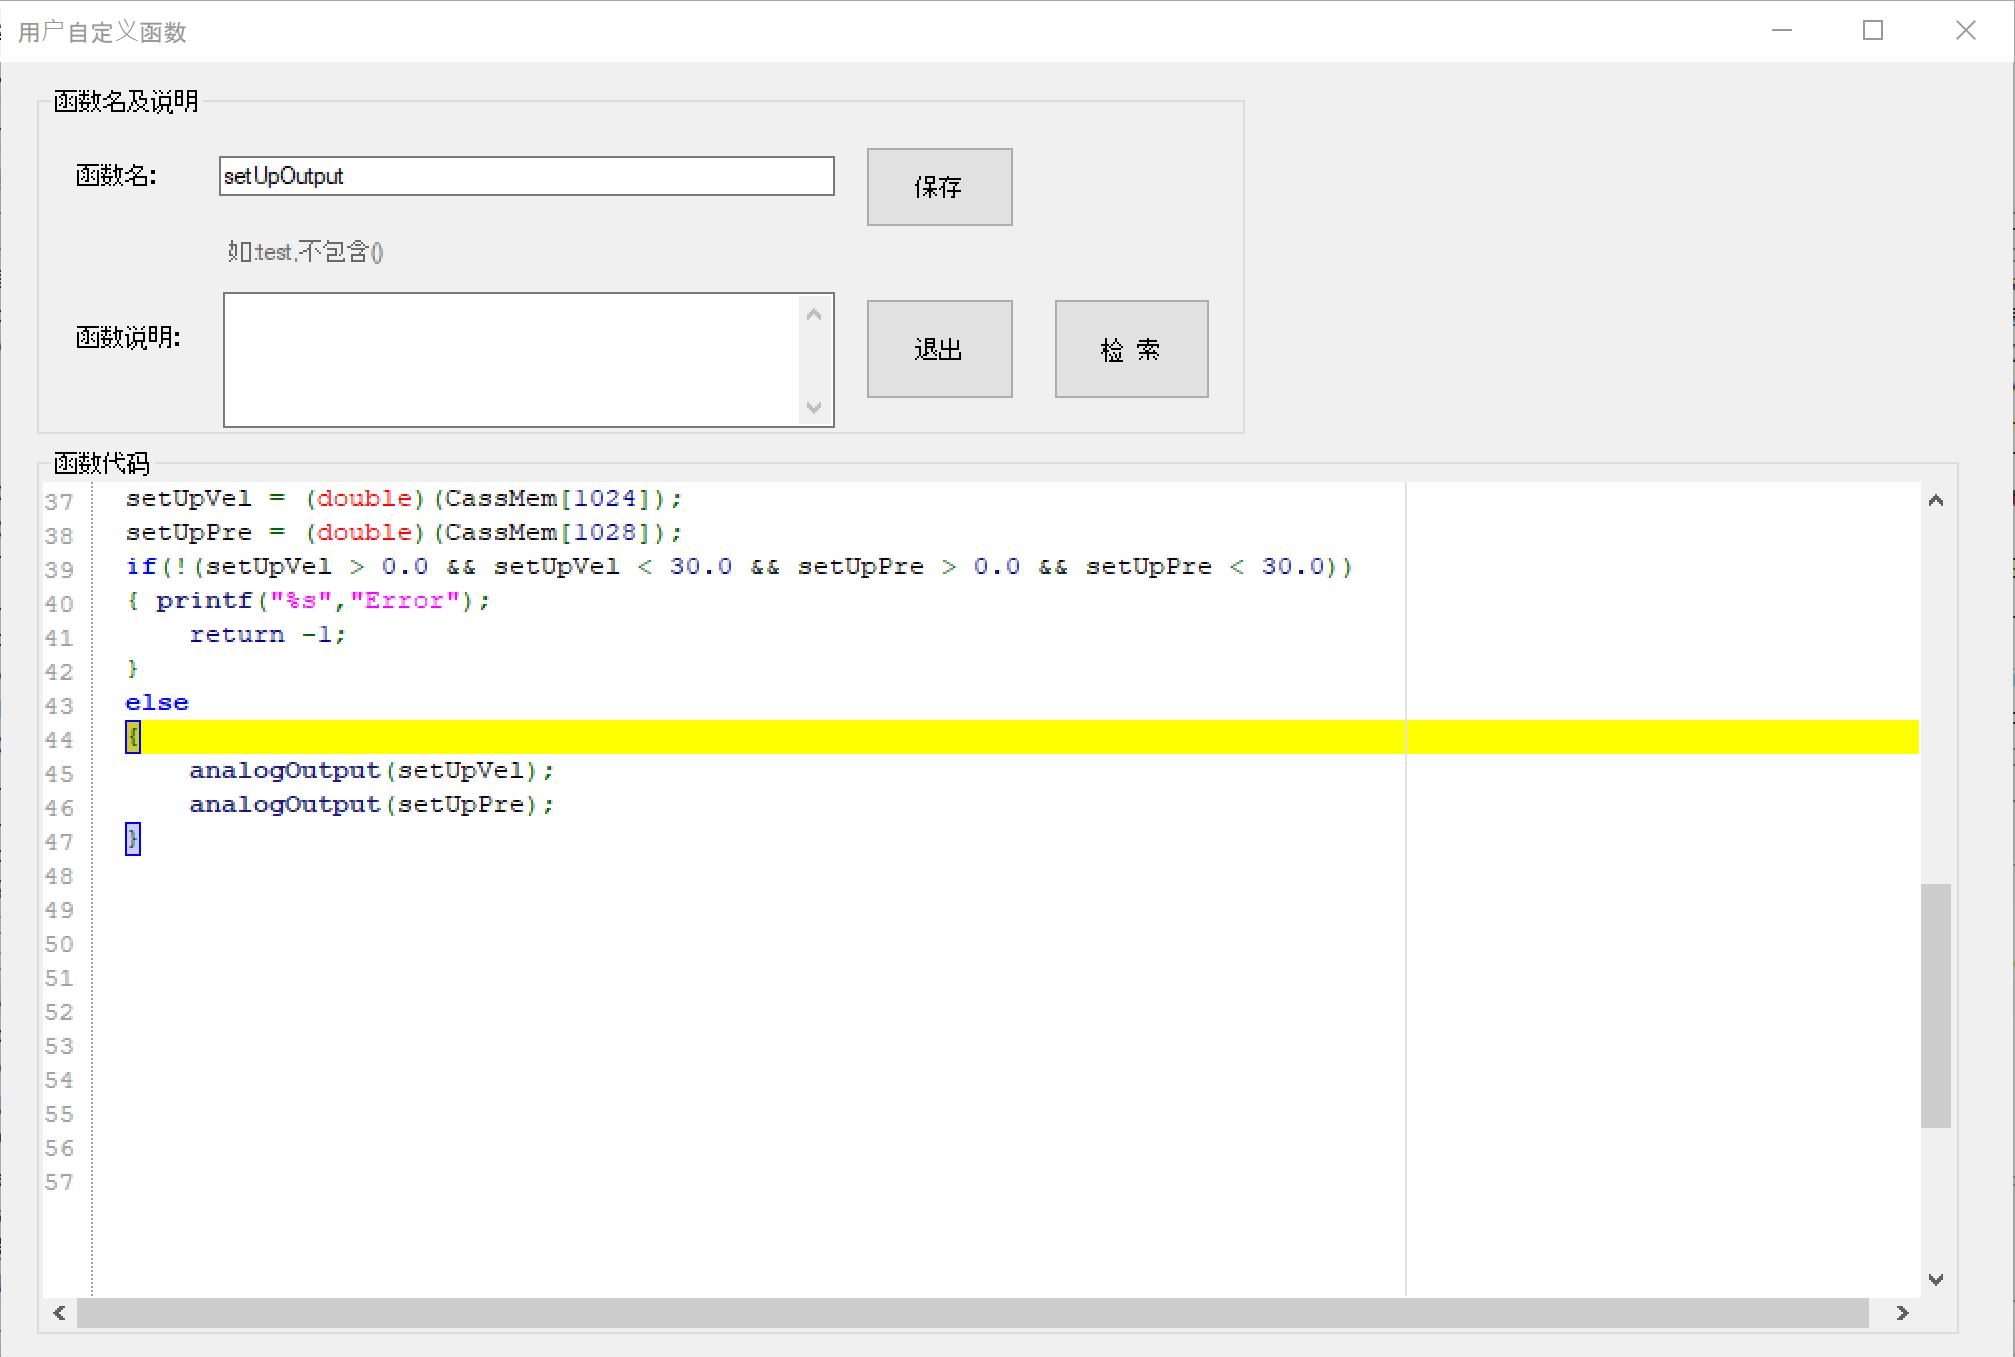 用户自定义函数
函数名及说明
函数名:
setUpOutput
保存
如:test,不包含()
函数说明:
退出
检 索
函数代码
37 setUpVel = (double)(CassMem[1024]);
38 setUpPre = (double)(CassMem[1028]);
39 if(!(setUpVel > 0.0 && setUpVel < 30.0 && setUpPre > 0.0 && setUpPre < 30.0))
40 { printf("%s","Error");
41     return -1;
42 }
43 else
44 {
45     analogOutput(setUpVel);
46     analogOutput(setUpPre);
47 }
48
49
50
51
52
53
54
55
56
57